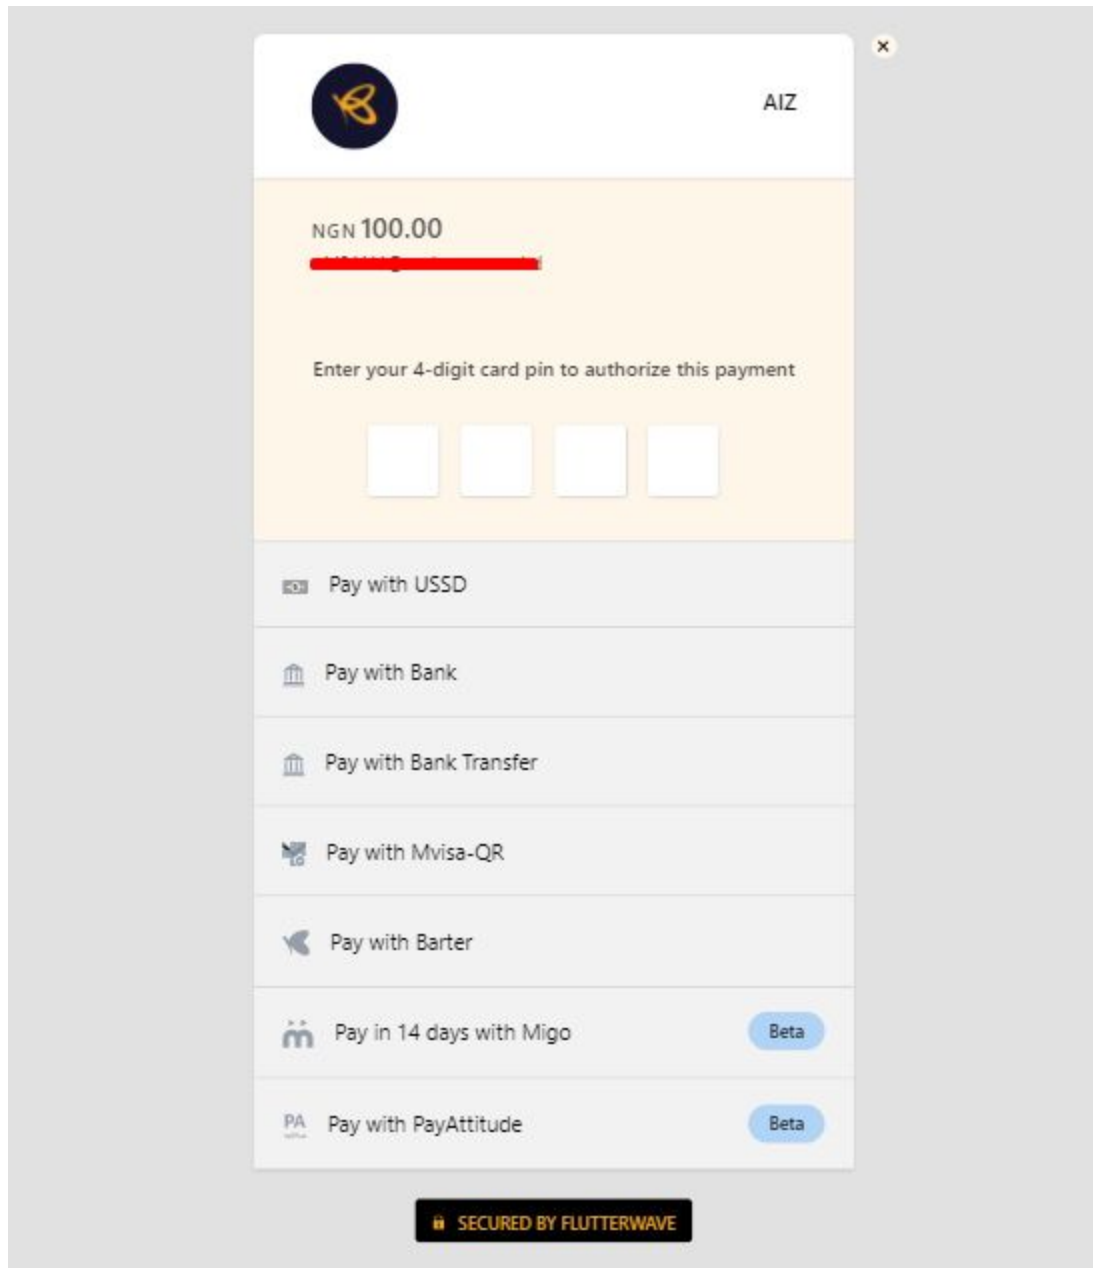 AIZ
NGN 100.00
Enter your 4-digit card pin to authorize this payment
Pay with USSD
Pay with Bank
Pay with Bank Transfer
Pay with Mvisa-QR
Pay with Barter
Pay in 14 days with Migo Beta
PA Pay with PayAttitude Beta
SECURED BY FLUTTERWAVE